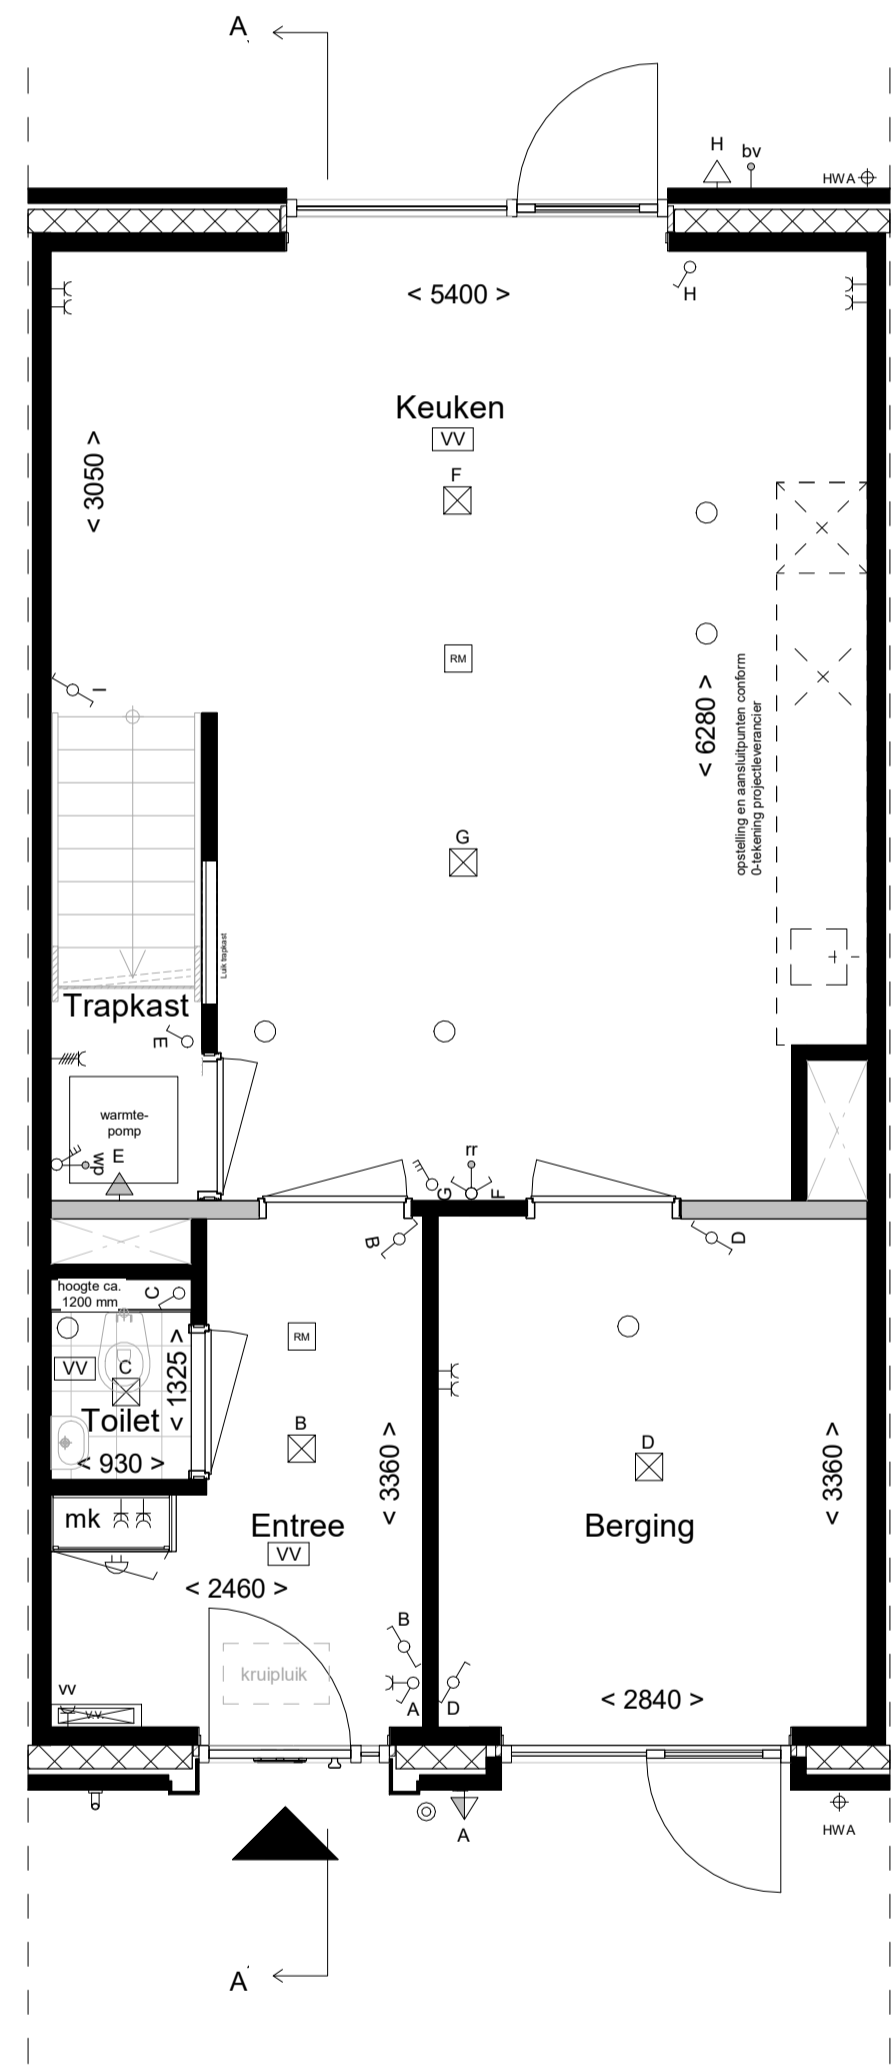 A
H
bv
HWA
< 5400 >
H
Keuken
VV
F
< 3050 >
RM
I
< 6280 >
opstelling en aansluitpunten conform
0-tekening projectleverancier
G
Luik trapkast
Trapkast
E
warmte-
pomp
wp
E
rr
G
F
B
D
hoogte ca.
1200 mm
C
RM
VV
C
< 1325 >
Toilet
< 930 >
B
D
< 3360 >
< 3360 >
mk
Entree
Berging
VV
< 2460 >
B
kruipluik
vv
V.V.
A
D
< 2840 >
A
HWA
A